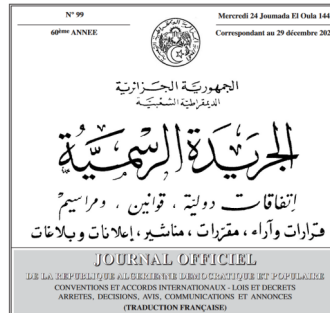 N° 99
Mercredi 24 Joumada El Oula 144
60ème ANNEE
Correspondant au 29 décembre 202
الجمهورية الجزائرية
الديمقراطية الشعبية
الجريدة الرسمية
إتفاقات دولية ، قوانين ، ومراسيم
قرارات وآراء ، مقررات ، مناشير ، إعلانات وبلاغات
JOURNAL OFFICIEL
DE LA REPUBLIQUE ALGERIENNE DEMOCRATIQUE ET POPULAIRE
CONVENTIONS ET ACCORDS INTERNATIONAUX - LOIS ET DECRETS
ARRETES, DECISIONS, AVIS, COMMUNICATIONS ET ANNONCES
(TRADUCTION FRANÇAISE)